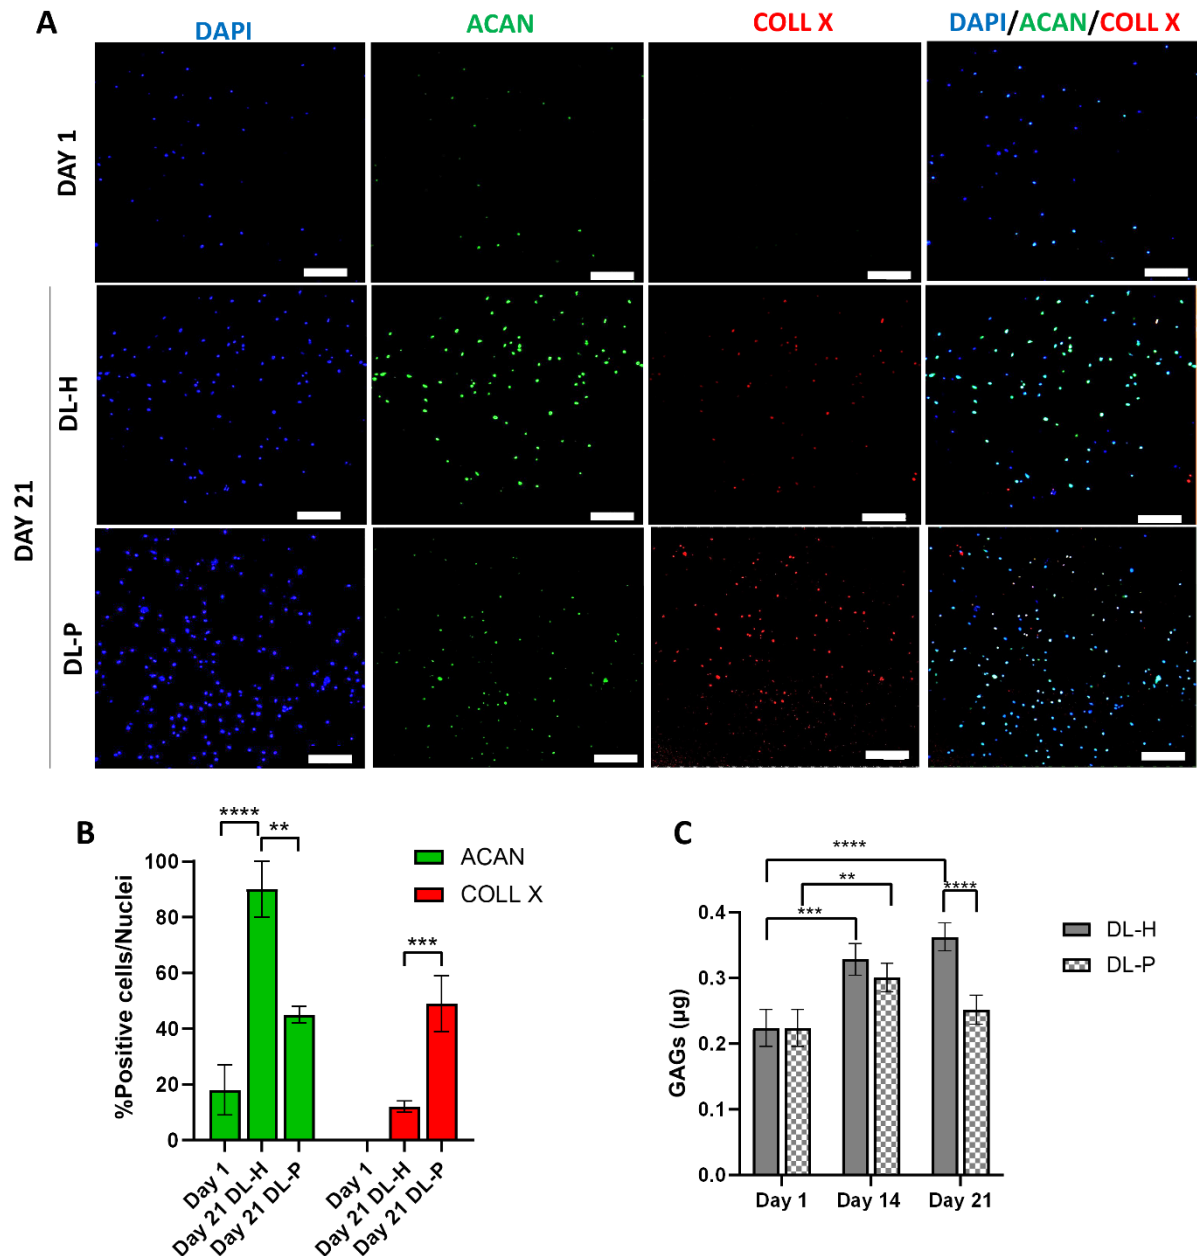 A
DAPI
ACAN
COLL X
DAPI/ACAN/COLL X
DAY 1
DAY 21
DL-H
DL-P
B
**** **
***
ACAN
COLL X
%Positive cells/Nuclei
100
80
60
40
20
0
Day 1
Day 21 DL-H
Day 21 DL-P
Day 1
Day 21 DL-H
Day 21 DL-P
C
****
**
****
***
DL-H
DL-P
GAGs (μg)
0.4
0.3
0.2
0.1
0.0
Day 1 Day 14 Day 21